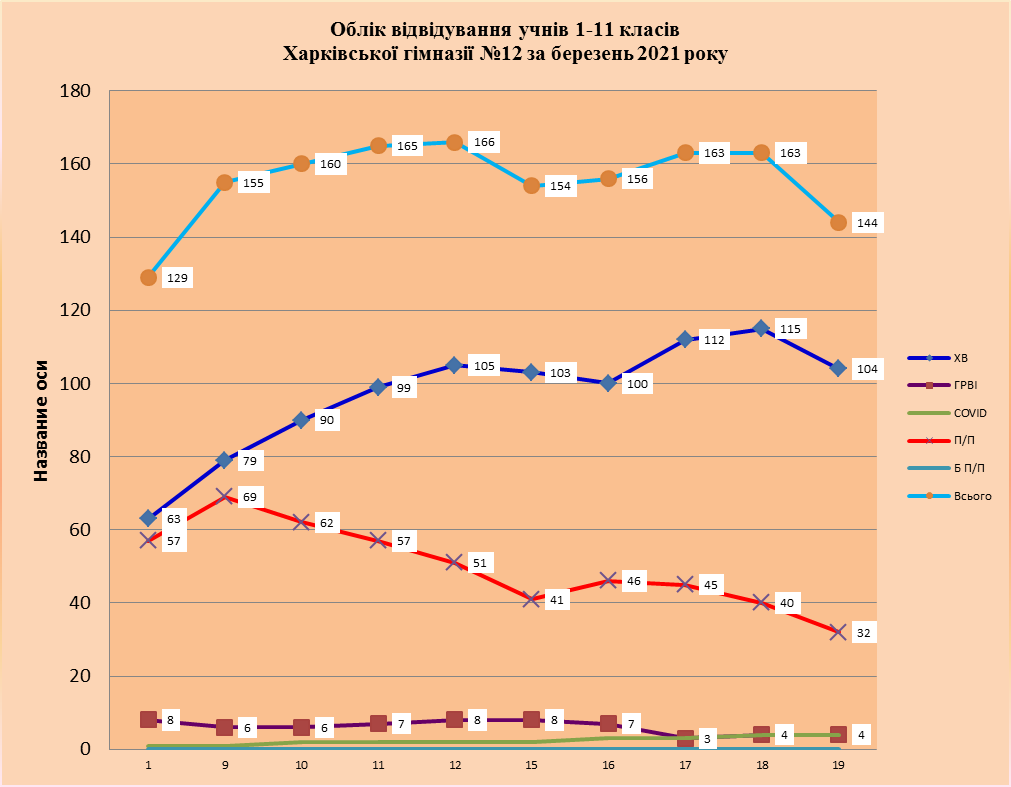 Облік відвідування учнів 1-11 класів
Харківської гімназії №12 за березень 2021 року
Название оси
180
160
140
120
100
80
60
40
20
0
129 155 160 165 166 154 156 163 163 144
63 79 90 99 105 103 100 112 115 104
57 69 62 57 51 41 46 45 40 32
8 6 6 7 8 8 7 3 4 4
1 9 10 11 12 15 16 17 18 19
ХВ
ГРВІ
COVID
П/П
Б П/П
Всього